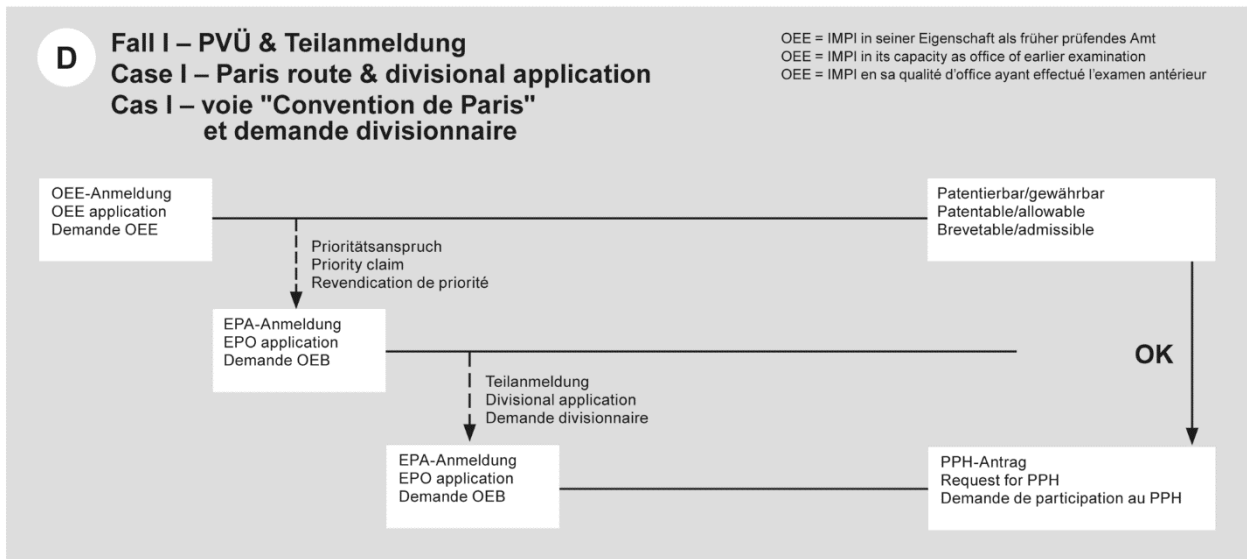 D
Fall I – PVÜ & Teilanmeldung
Case I – Paris route & divisional application
Cas I – voie "Convention de Paris"
et demande divisionnaire
OEE = IMPI in seiner Eigenschaft als früher prüfendes Amt
OEE = IMPI in its capacity as office of earlier examination
OEE = IMPI en sa qualité d'office ayant effectué l'examen antérieur
OEE-Anmeldung
OEE application
Demande OEE
Patentierbar/gewährbar
Patentable/allowable
Brevetable/admissible
Prioritätsanspruch
Priority claim
Revendication de priorité
EPA-Anmeldung
EPO application
Demande OEB
OK
Teilanmeldung
Divisional application
Demande divisionnaire
EPA-Anmeldung
EPO application
Demande OEB
PPH-Antrag
Request for PPH
Demande de participation au PPH